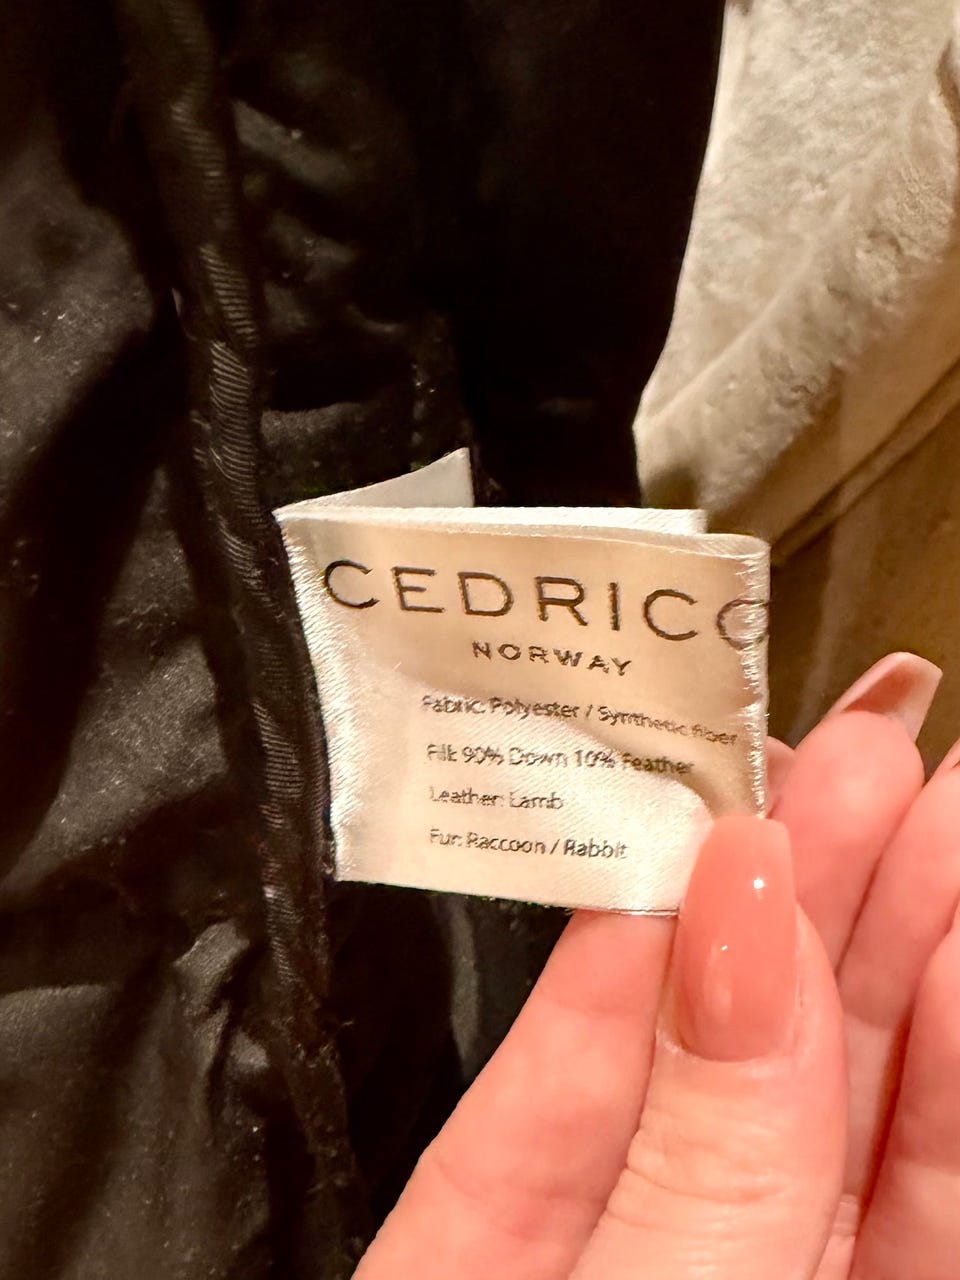 CEDRICO
NORWAY
Fabric: Polyester / Synthetic fiber
Fill: 90% Down 10% Feather
Leather: Lamb
Fur: Raccoon / Rabbit